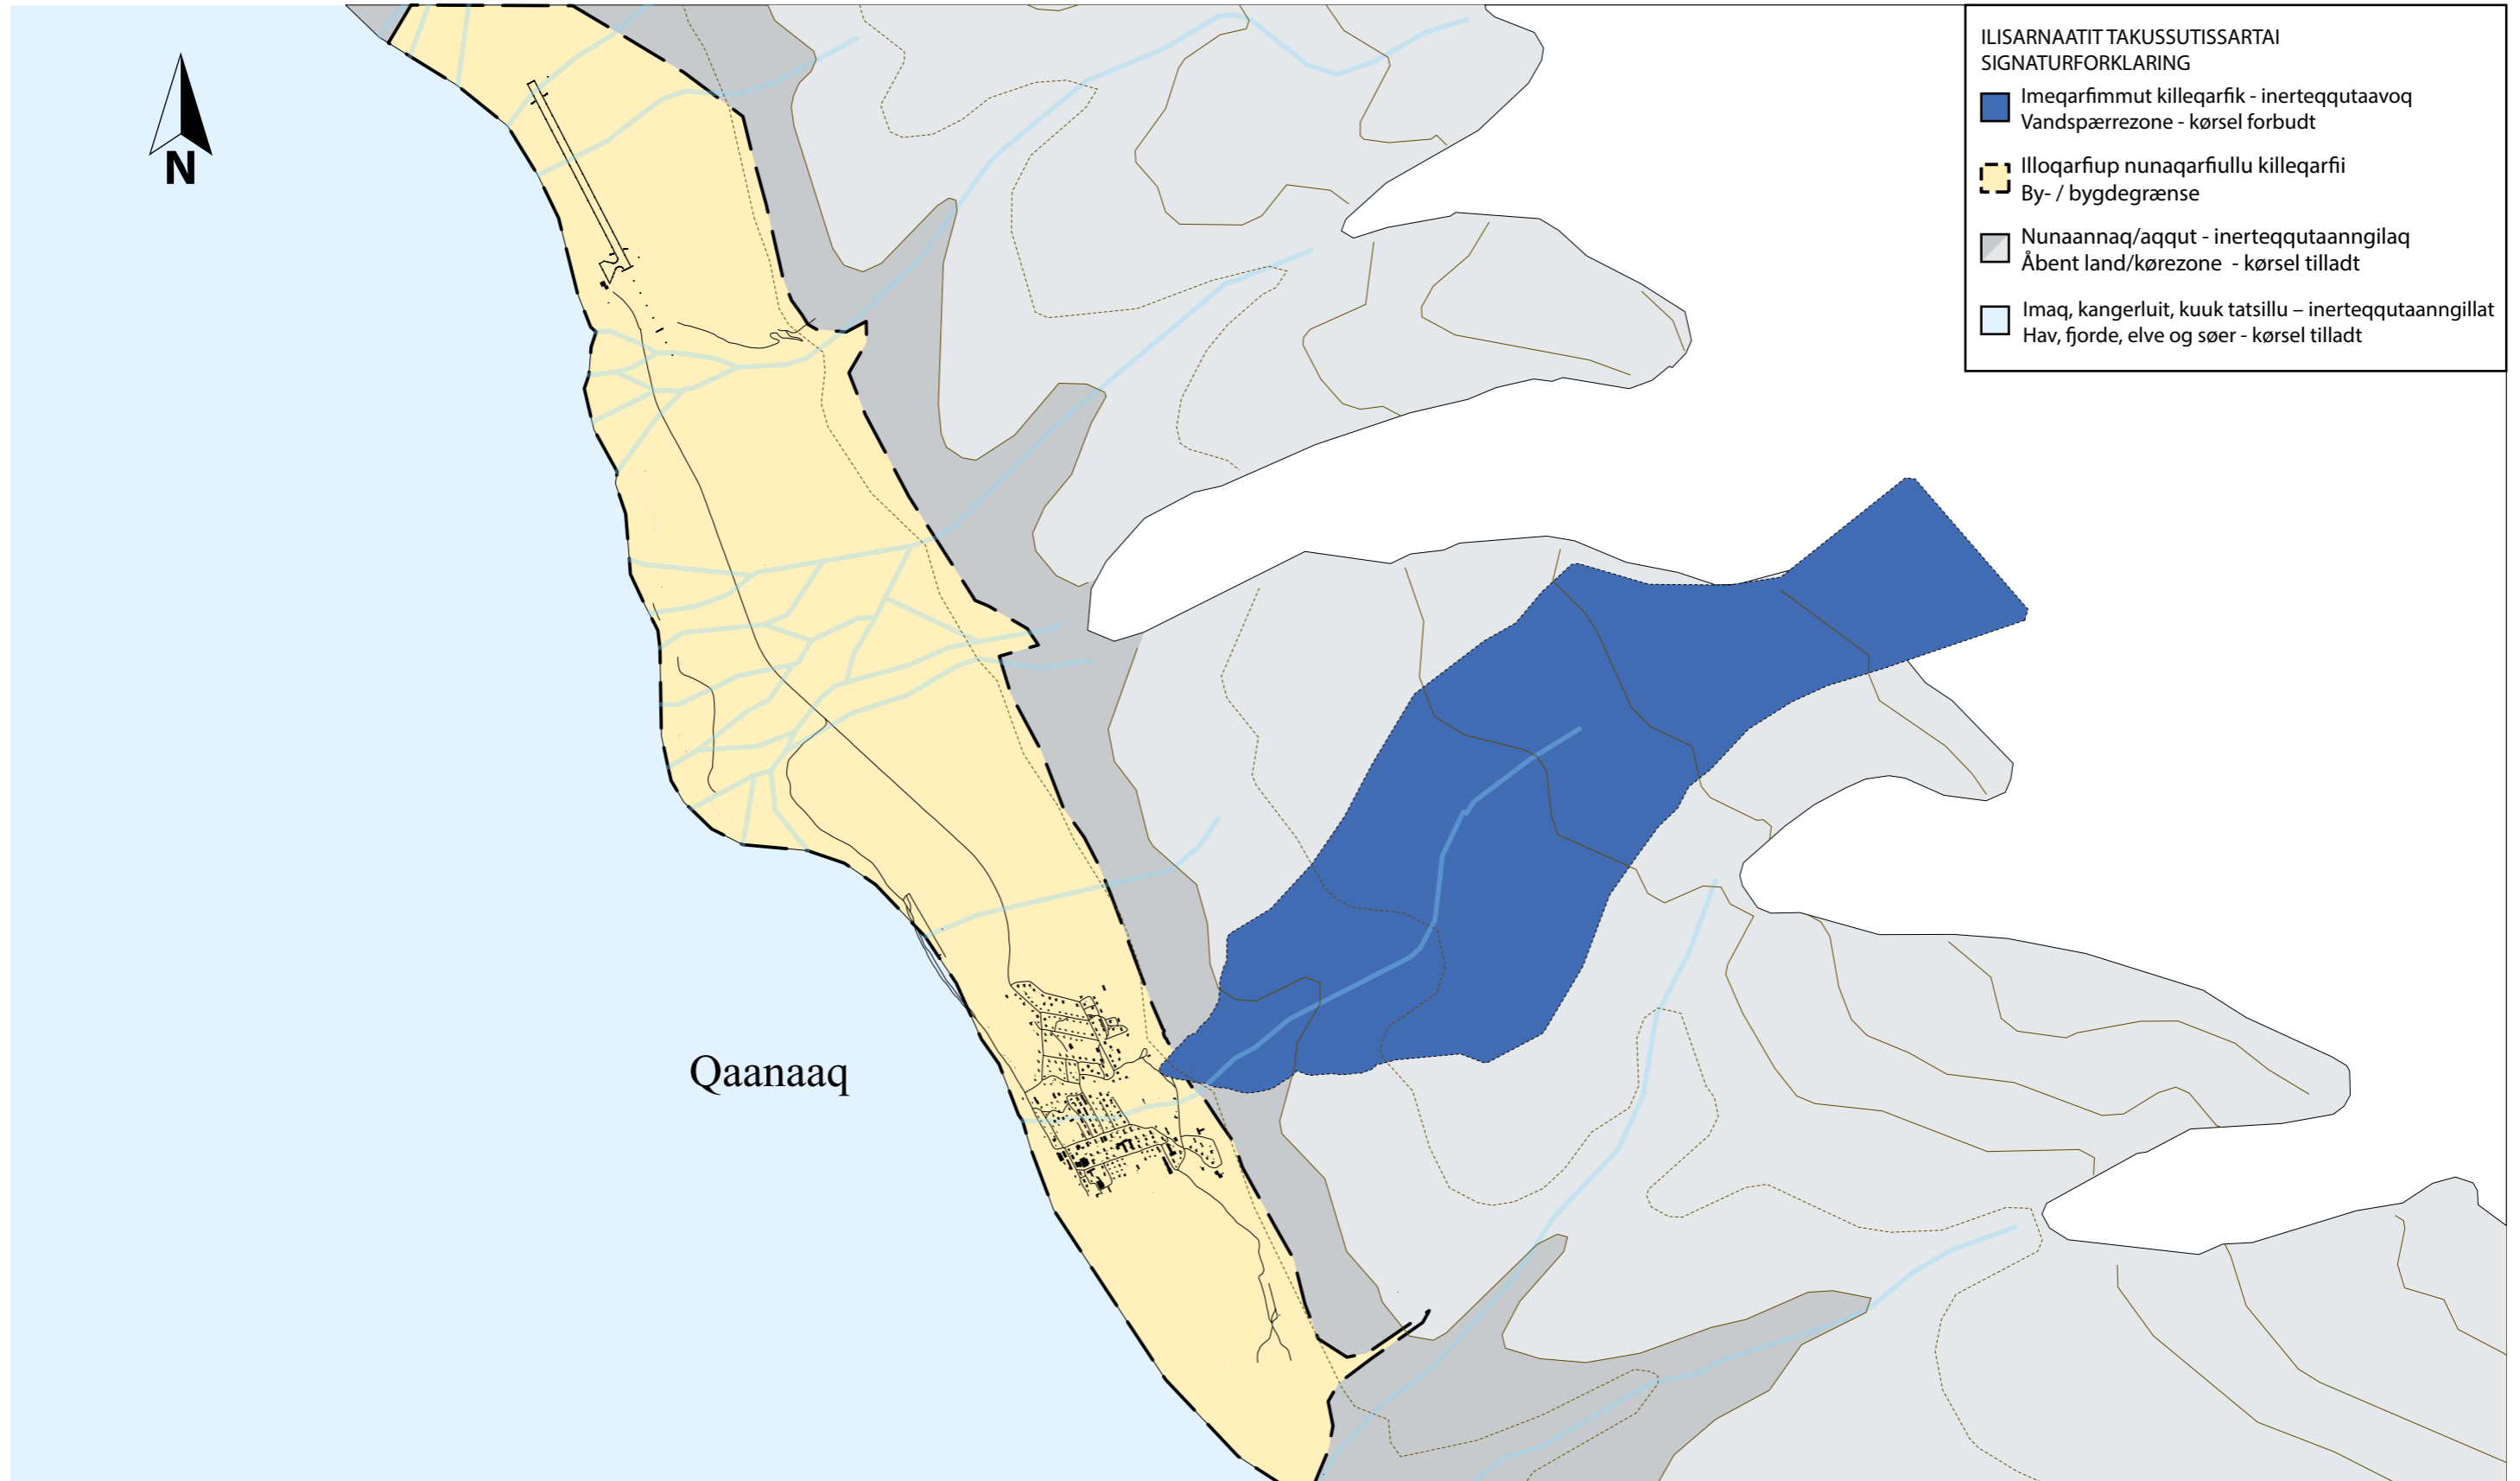 N
ILISARNAATIT TAKUSSUTISSARTAI
SIGNATURFORKLARING
Imeqarfimmut killeqarfik - inerteqqutaavoq
Vandspærrezone - kørsel forbudt
Illoqarfiup nunaqarfiullu killeqarfii
By- / bygdegrænse
Nunaannaq/aqqut - inerteqqutaanngilaq
Åbent land/kørezone - kørsel tilladt
Imaq, kangerluit, kuuk tatsillu – inerteqqutaanngillat
Hav, fjorde, elve og søer - kørsel tilladt
Qaanaaq